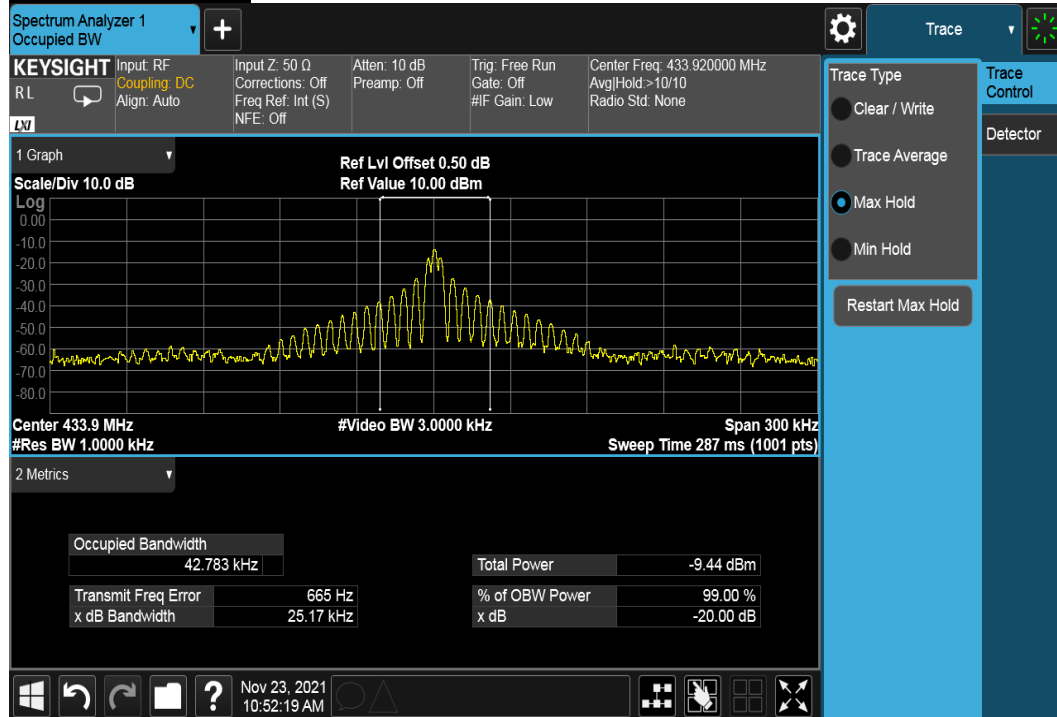 Spectrum Analyzer 1
Occupied BW
+
Trace
KEYSIGHT
RL
LXI
Input: RF
Coupling: DC
Align: Auto
Input Z: 50 Ω
Corrections: Off
Freq Ref: Int (S)
NFE: Off
Atten: 10 dB
Preamp: Off
Trig: Free Run
Gate: Off
#IF Gain: Low
Center Freq: 433.920000 MHz
Avg|Hold:>10/10
Radio Std: None
Trace Type
Clear / Write
Trace Average
Max Hold
Min Hold
Restart Max Hold
Trace
Control
Detector
1 Graph
Scale/Div 10.0 dB
Ref Lvl Offset 0.50 dB
Ref Value 10.00 dBm
Log
0.00
-10.0
-20.0
-30.0
-40.0
-50.0
-60.0
-70.0
-80.0
Center 433.9 MHz
#Res BW 1.0000 kHz
#Video BW 3.0000 kHz
Span 300 kHz
Sweep Time 287 ms (1001 pts)
2 Metrics
Occupied Bandwidth
42.783 kHz
Total Power -9.44 dBm
Transmit Freq Error 665 Hz
% of OBW Power 99.00 %
x dB Bandwidth 25.17 kHz
x dB -20.00 dB
?
Nov 23, 2021
10:52:19 AM